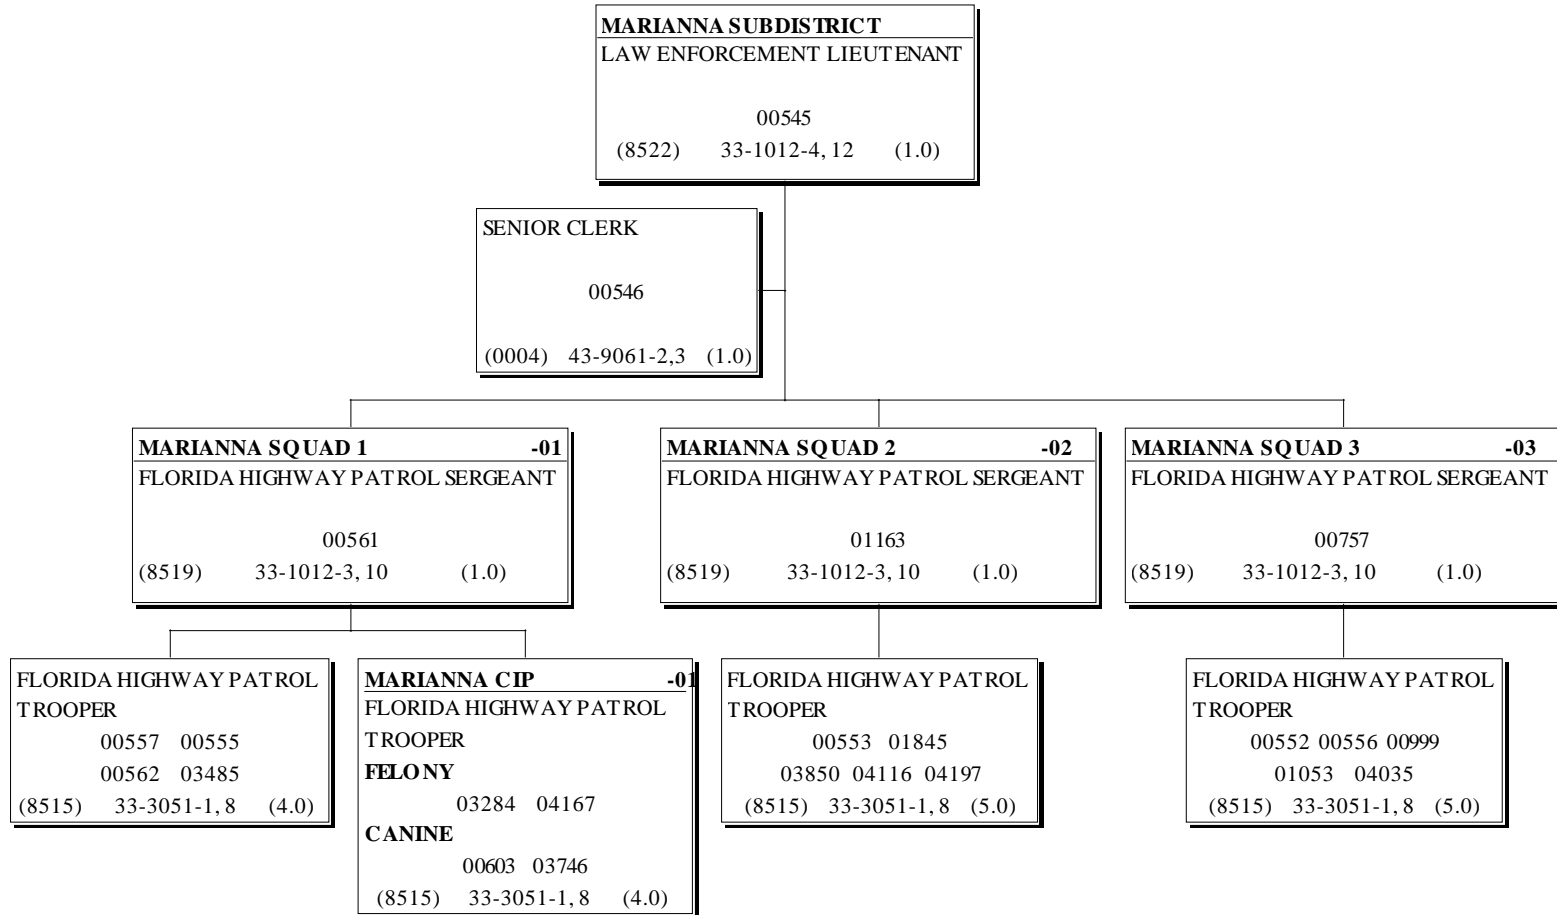 MARIANNA SUBDISTRICT
LAW ENFORCEMENT LIEUTENANT
00545
(8522) 33-1012-4, 12 (1.0)
SENIOR CLERK
00546
(0004) 43-9061-2,3 (1.0)
MARIANNA SQUAD 1 -01
FLORIDA HIGHWAY PATROL SERGEANT
00561
(8519) 33-1012-3, 10 (1.0)
MARIANNA SQUAD 2 -02
FLORIDA HIGHWAY PATROL SERGEANT
01163
(8519) 33-1012-3, 10 (1.0)
MARIANNA SQUAD 3 -03
FLORIDA HIGHWAY PATROL SERGEANT
00757
(8519) 33-1012-3, 10 (1.0)
FLORIDA HIGHWAY PATROL
TROOPER
00557 00555
00562 03485
(8515) 33-3051-1, 8 (4.0)
MARIANNA CIP -01
FLORIDA HIGHWAY PATROL
TROOPER
FELONY
03284 04167
CANINE
00603 03746
(8515) 33-3051-1, 8 (4.0)
FLORIDA HIGHWAY PATROL
TROOPER
00553 01845
03850 04116 04197
(8515) 33-3051-1, 8 (5.0)
FLORIDA HIGHWAY PATROL
TROOPER
00552 00556 00999
01053 04035
(8515) 33-3051-1, 8 (5.0)